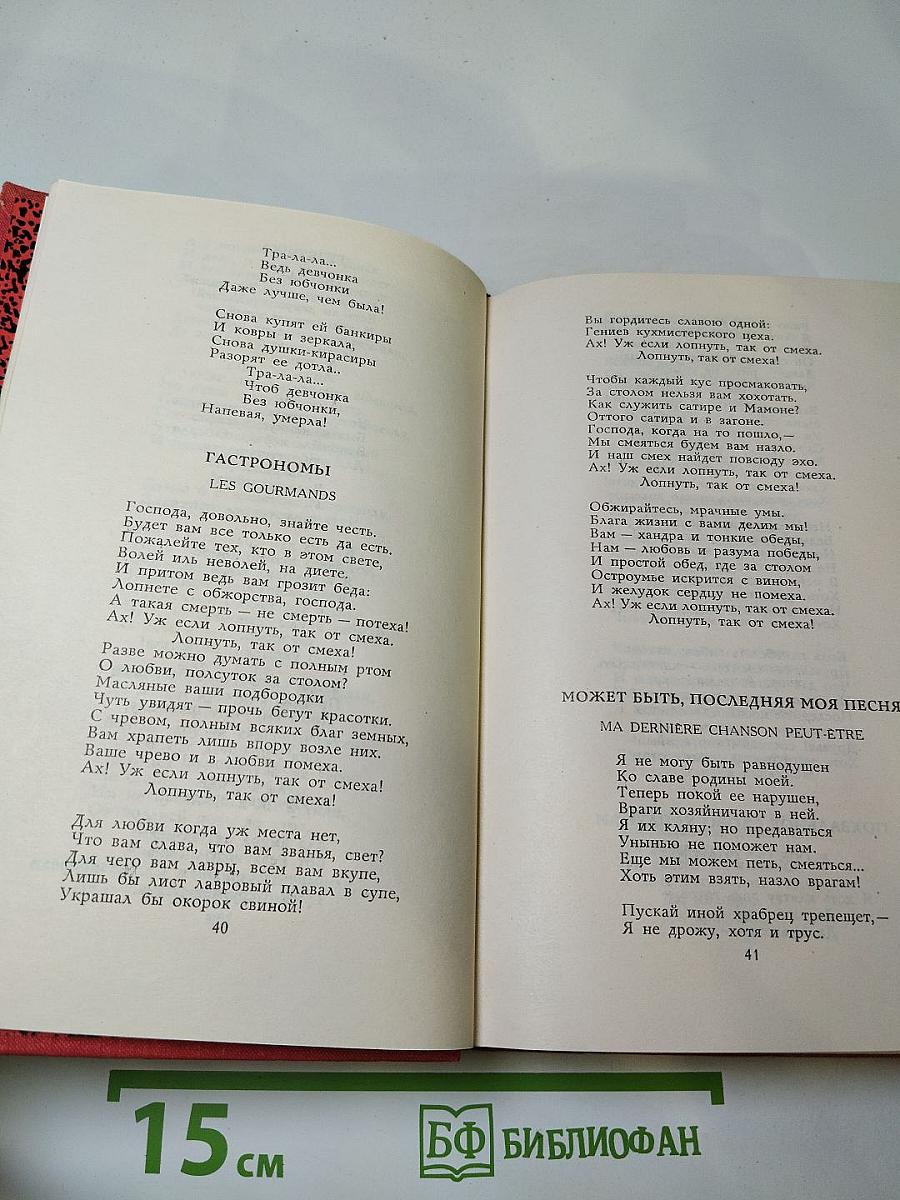 Тра-ла-ла...
Ведь девчонка
Без юбчонки
Даже лучше, чем была!
Снова купят ей банкиры
И ковры и зеркала,
Снова душки-кирасиры
Разорят ее дотла..
Тра-ла-ла...
Чтоб девчонка
Без юбчонки,
Напевая, умерла!
ГАСТРОНОМЫ
LES GOURMANDS
Господа, довольно, знайте честь.
Будет вам все только есть да есть.
Пожалейте тех, кто в этом свете,
Волей иль неволей, на диете.
И притом ведь вам грозит беда:
Лопнете с обжорства, господа.
А такая смерть — не смерть — потеха!
Ах! Уж если лопнуть, так от смеха.
Лопнуть, так от смеха!
Разве можно думать с полным ртом
О любви, полсуток за столом?
Масляные ваши подбородки
Чуть увидят — прочь бегут красотки.
С чревом, полным всяких благ земных,
Вам храпеть лишь впору возле них.
Ваше чрево и в любви помеха.
Ах! Уж если лопнуть, так от смеха!
Лопнуть, так от смеха!
Для любви когда уж места нет,
Что вам слава, что вам званья, свет?
Для чего вам лавры, всем вам вкупе,
Лишь бы лист лавровый плавал в супе,
Украшал бы окорок свиной!
40
Вы гордитесь славою одной:
Гениев кухмистерского цеха.
Ах! Уж если лопнуть, так от смеха.
Лопнуть, так от смеха!
Чтобы каждый кус просмаковать,
За столом нельзя вам хохотать.
Как служить сатире и Мамоне?
Оттого сатира и в загоне.
Господа, когда на то пошло,—
Мы смеяться будем вам назло.
И наш смех найдет повсюду эхо.
Ах! Уж если лопнуть, так от смеха.
Лопнуть, так от смеха!
Обжирайтесь, мрачные умы.
Блага жизни с вами делим мы!
Вам — хандра и тонкие обеды,
Нам — любовь и разума победы,
И простой обед, где за столом
Остроумье искрится с вином,
И желудок сердцу не помеха.
Ах! Уж если лопнуть, так от смеха.
Лопнуть, так от смеха!
МОЖЕТ БЫТЬ, ПОСЛЕДНЯЯ МОЯ ПЕСНЯ
MA DERNIÈRE CHANSON PEUT-ÊTRE
Я не могу быть равнодушен
Ко славе родины моей.
Теперь покой ее нарушен,
Враги хозяйничают в ней.
Я их кляну; но предаваться
Унынью не поможет нам.
Еще мы можем петь, смеяться...
Хоть этим взять, назло врагам!
Пускай иной храбрец трепещет,—
Я не дрожу, хотя и трус.
41
15 см
БФ БИБЛИОФАН